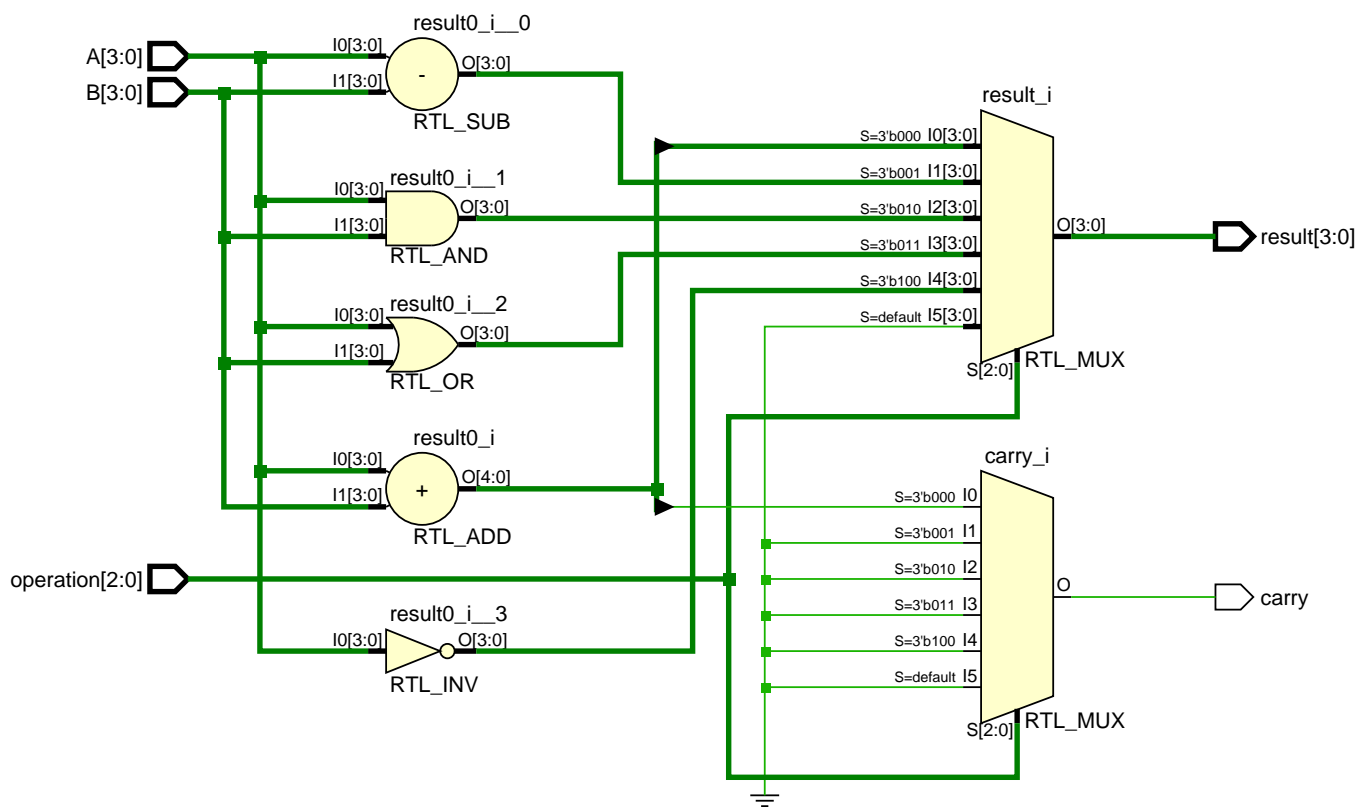 result0_i__0
A[3:0]
I0[3:0]
-
O[3:0]
B[3:0]
I1[3:0]
RTL_SUB
result_i
S=3'b000 I0[3:0]
result0_i__1
S=3'b001 I1[3:0]
I0[3:0]
O[3:0]
S=3'b010 I2[3:0]
I1[3:0]
RTL_AND
S=3'b011 I3[3:0]
O[3:0]
result[3:0]
S=3'b100 I4[3:0]
result0_i__2
I0[3:0]
O[3:0]
S=default I5[3:0]
I1[3:0]
RTL_OR
S[2:0]
RTL_MUX
result0_i
I0[3:0]
+
O[4:0]
I1[3:0]
RTL_ADD
carry_i
S=3'b000 I0
S=3'b001 I1
operation[2:0]
S=3'b010 I2
O
carry
S=3'b011 I3
result0_i__3
I0[3:0]
O[3:0]
RTL_INV
S=3'b100 I4
S=default I5
S[2:0]
RTL_MUX